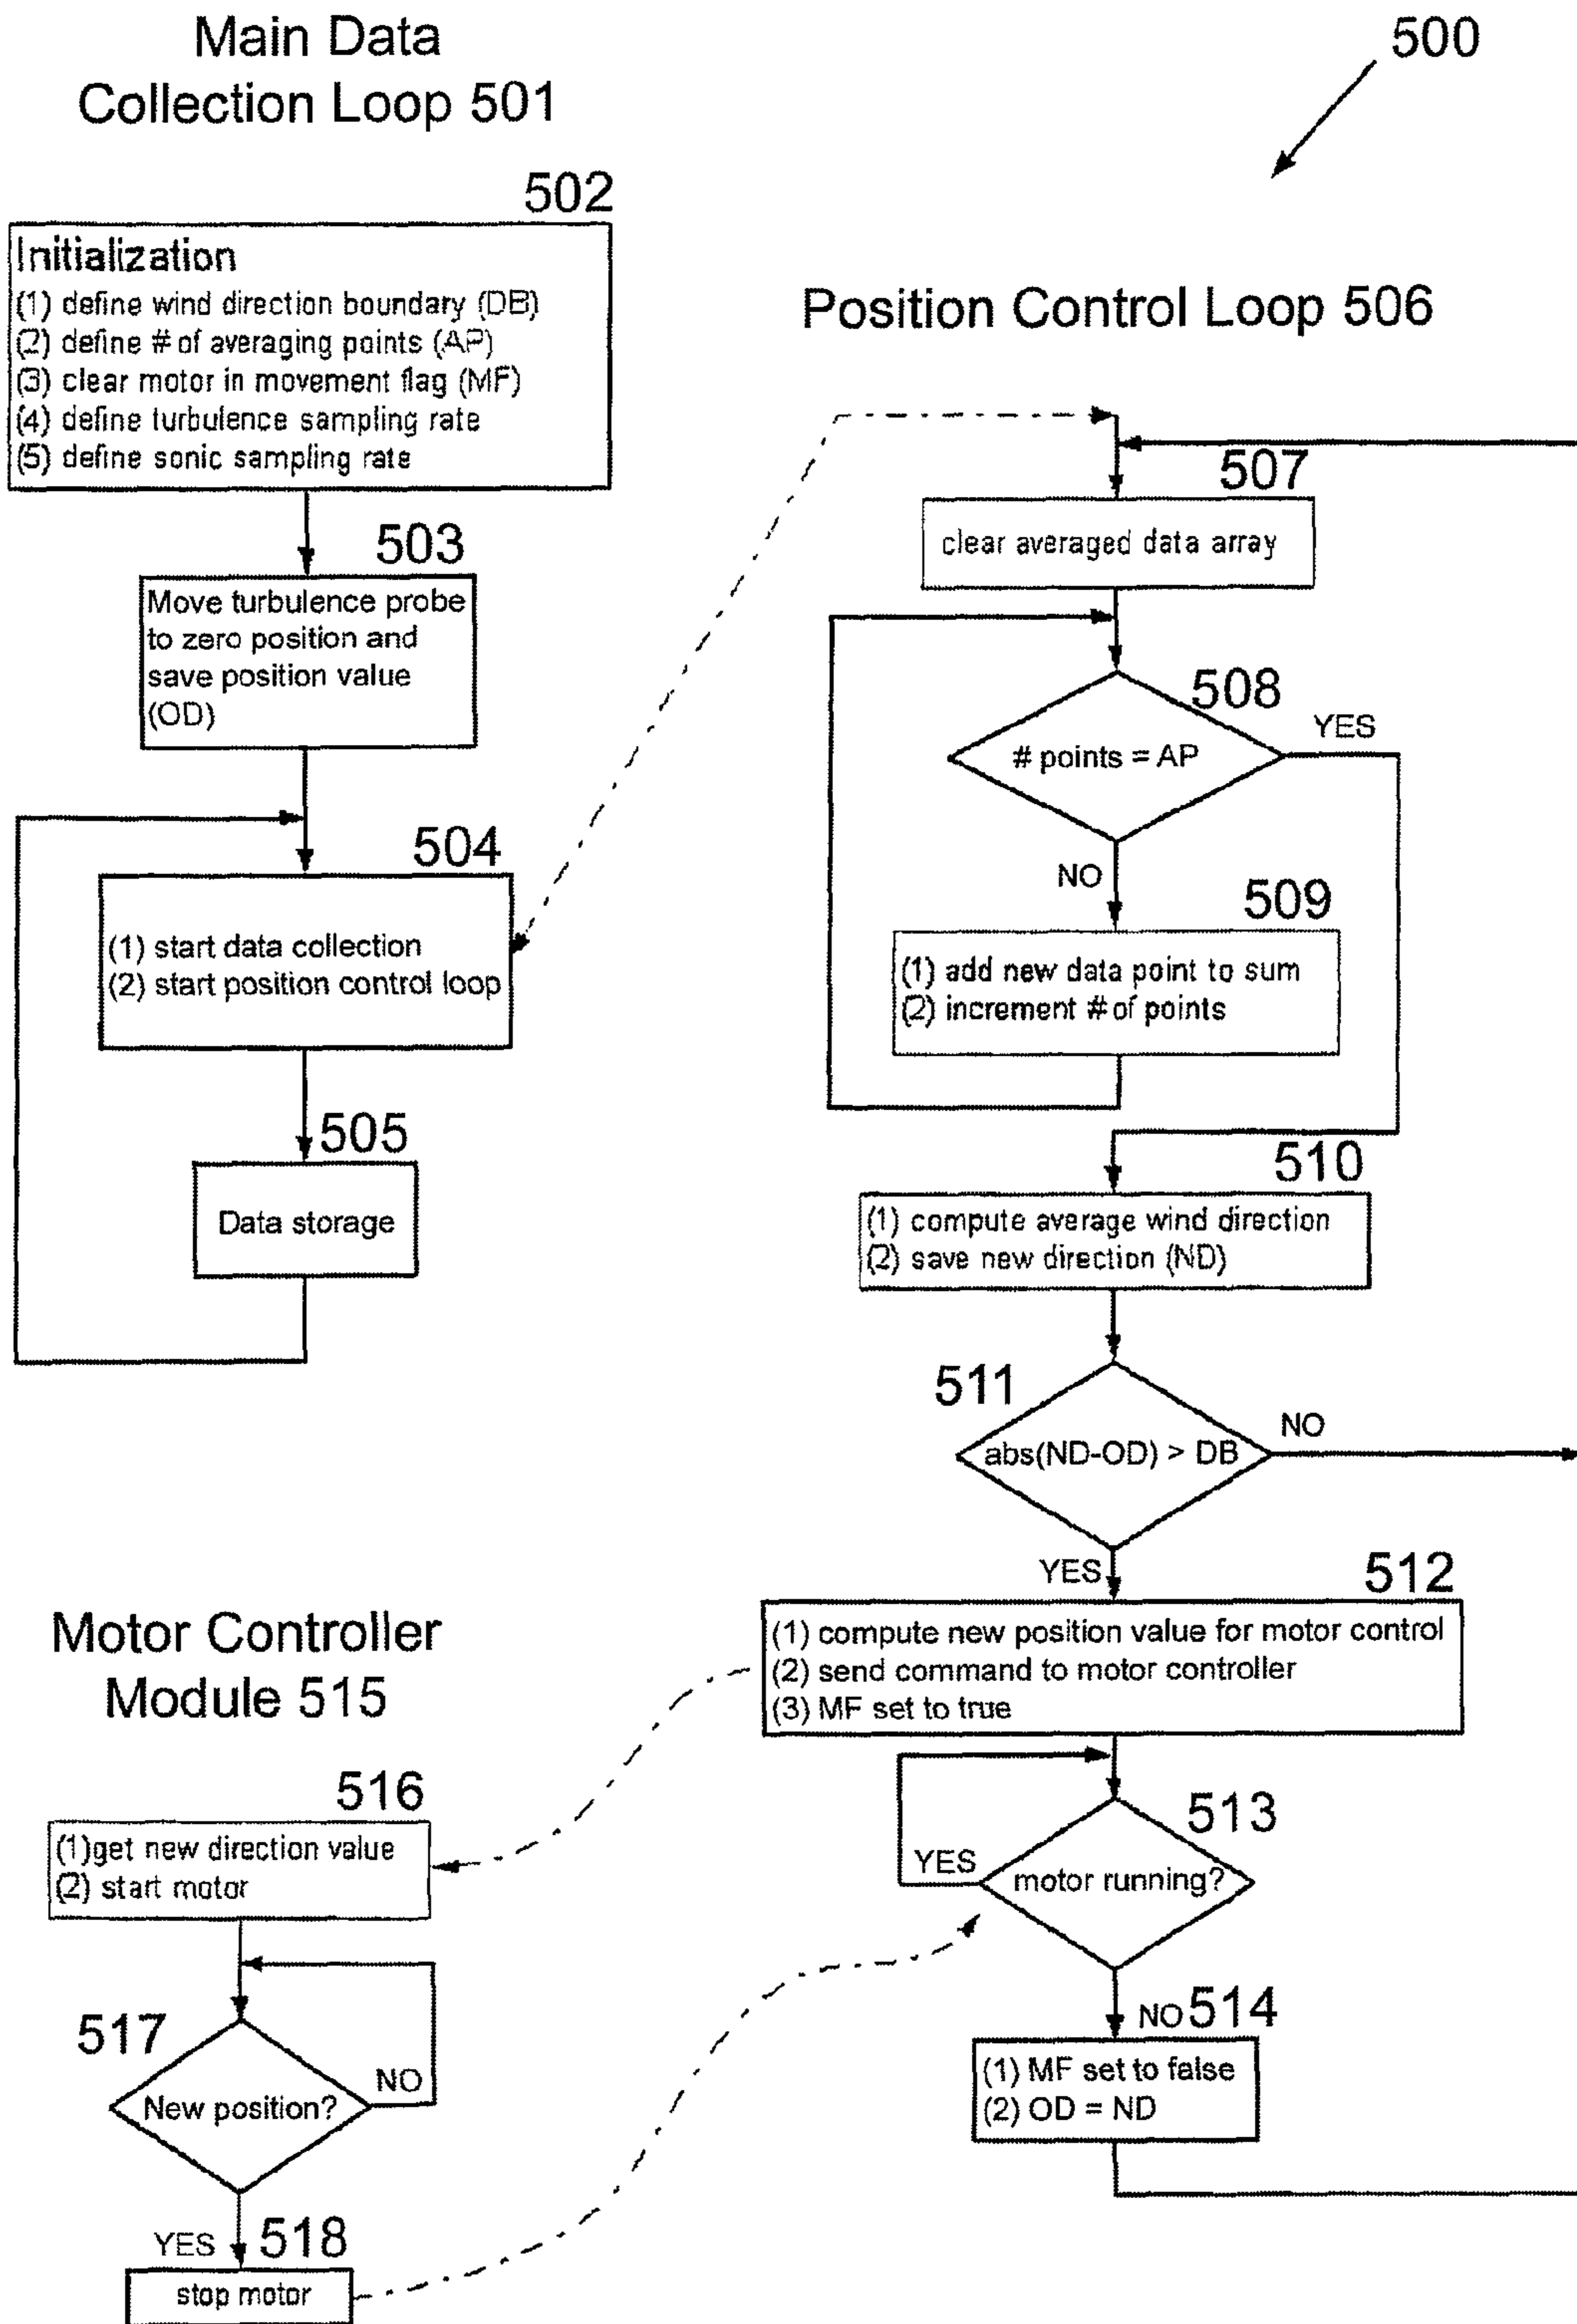 Main Data
Collection Loop 501
500
502
Initialization
(1) define wind direction boundary (DB)
(2) define # of averaging points (AP)
(3) clear motor in movement flag (MF)
(4) define turbulence sampling rate
(5) define sonic sampling rate
503
Move turbulence probe
to zero position and
save position value
(OD)
504
(1) start data collection
(2) start position control loop
505
Data storage
Position Control Loop 506
507
clear averaged data array
508
# points = AP
YES
NO
509
(1) add new data point to sum
(2) increment # of points
510
(1) compute average wind direction
(2) save new direction (ND)
511
abs(ND-OD) > DB
NO
YES
512
(1) compute new position value for motor control
(2) send command to motor controller
(3) MF set to true
513
YES
motor running?
NO
514
(1) MF set to false
(2) OD = ND
Motor Controller
Module 515
516
(1)get new direction value
(2) start motor
517
New position?
NO
YES
518
stop motor